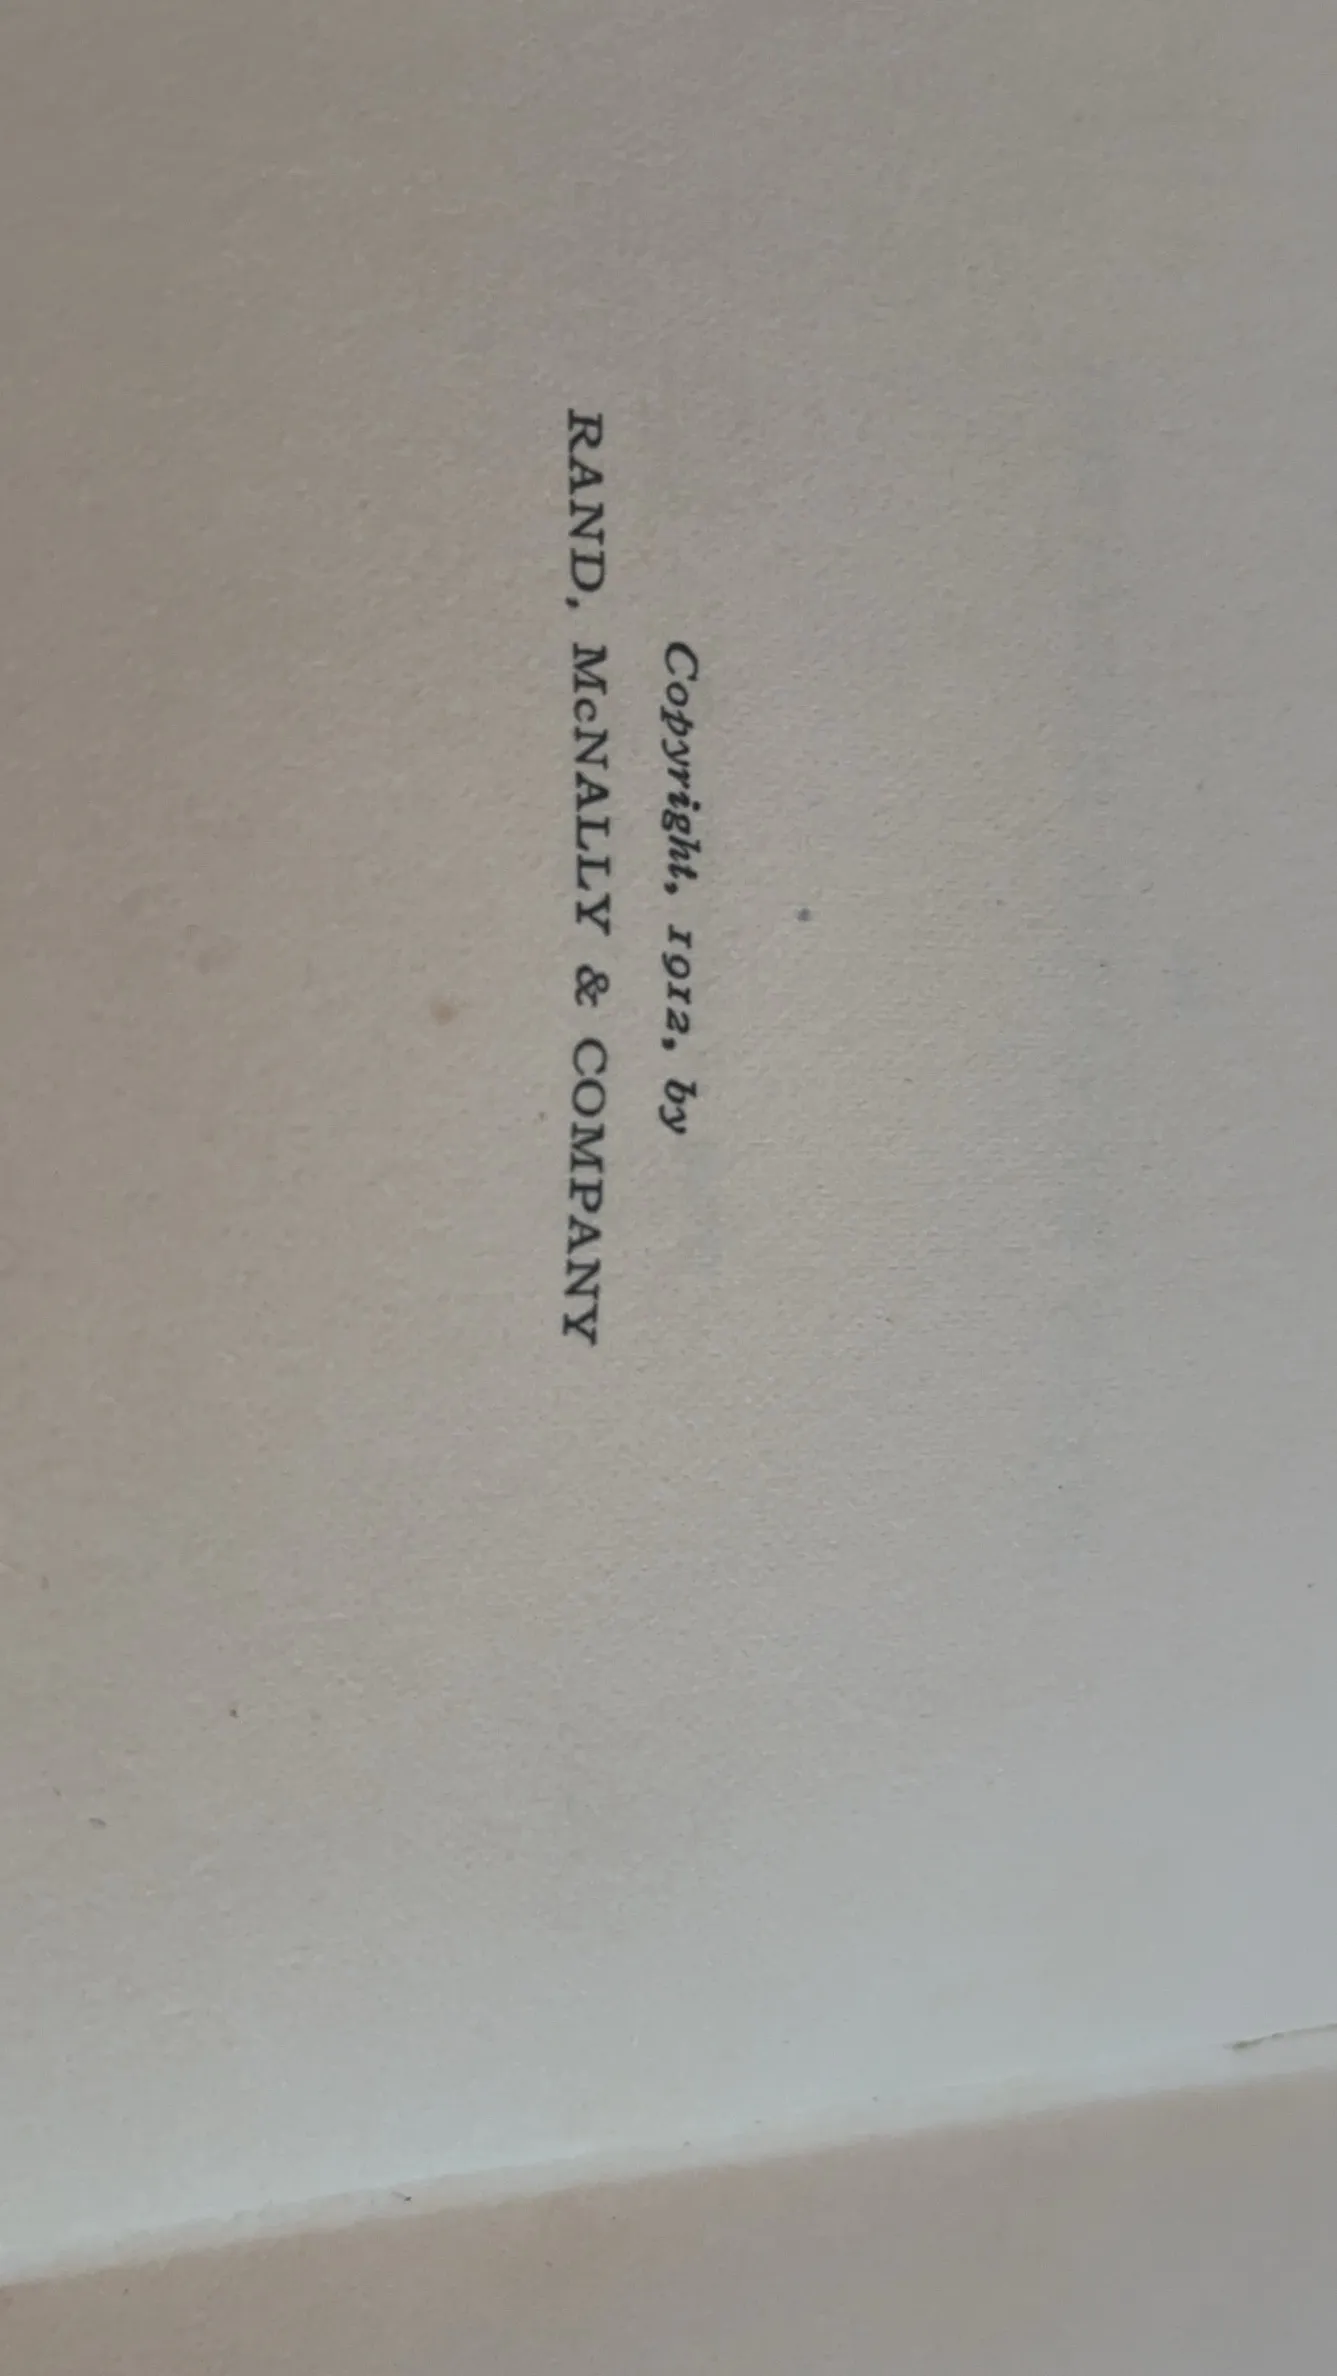 Copyright, 1912, by
RAND, McNALLY & COMPANY